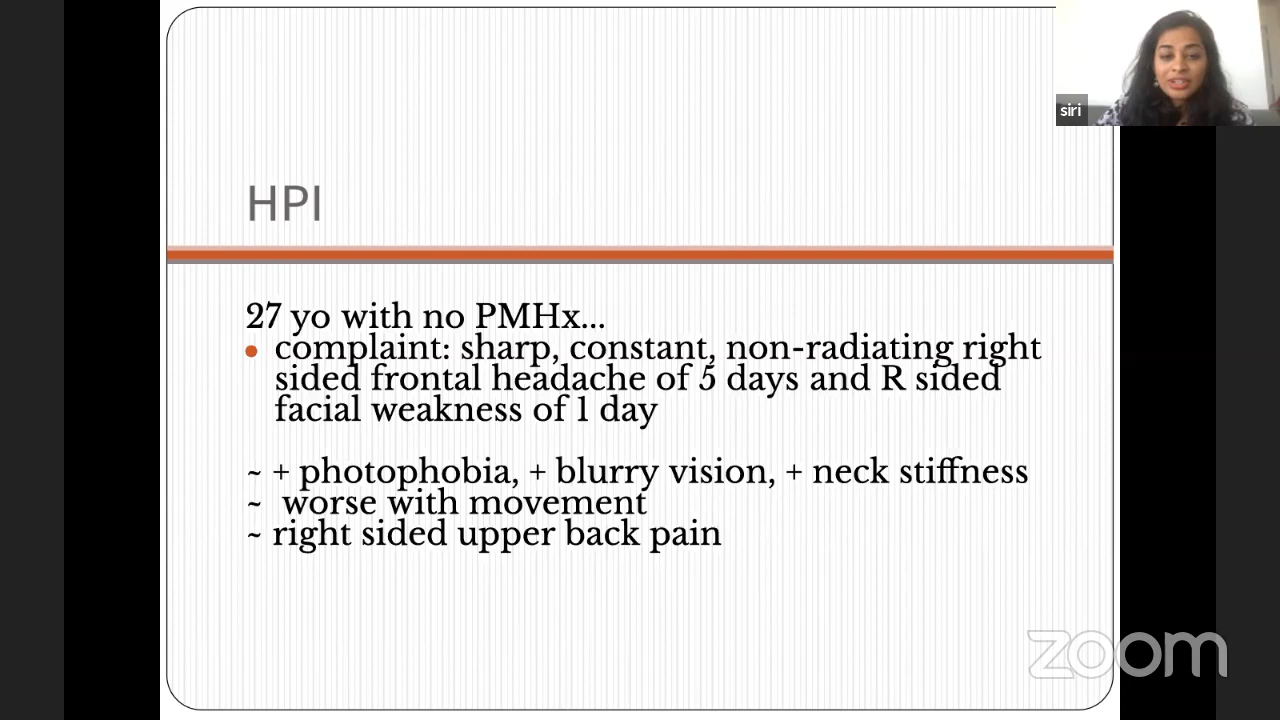 siri
HPI
27 yo with no PMHx...
complaint: sharp, constant, non-radiating right
sided frontal headache of 5 days and R sided
facial weakness of 1 day
~ + photophobia, + blurry vision, + neck stiffness
~ worse with movement
~ right sided upper back pain
zoom